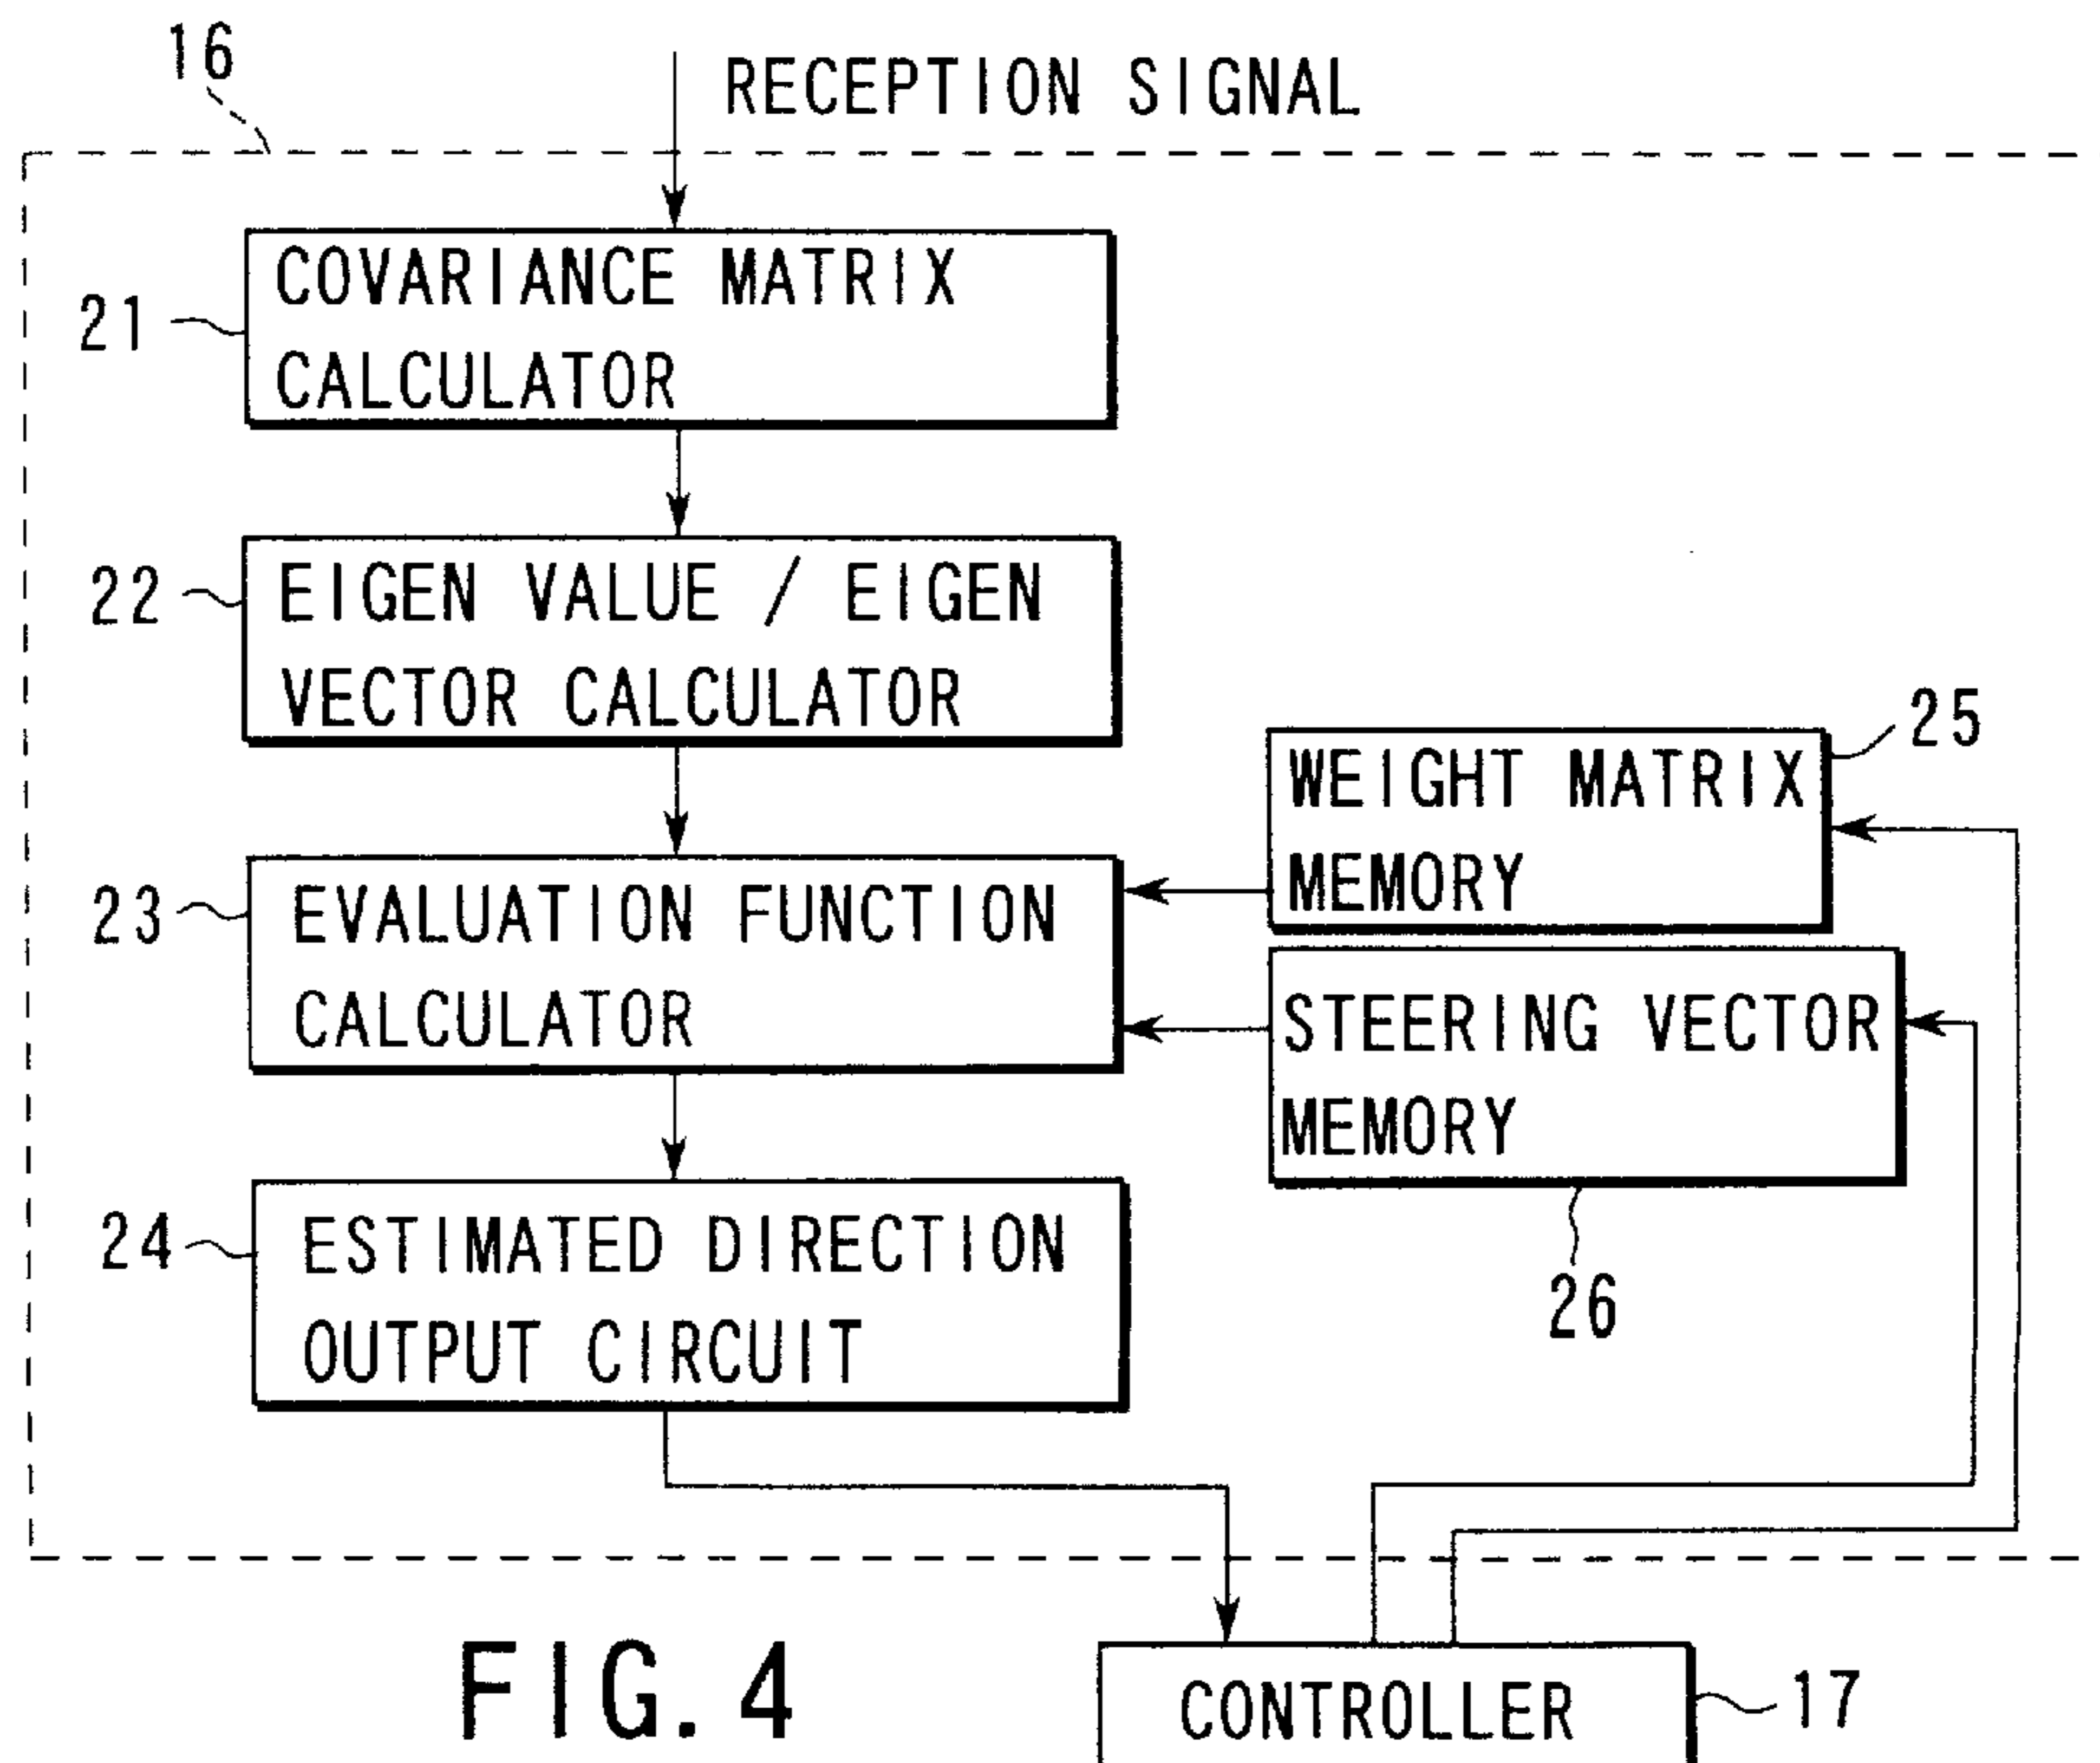 16
RECEPTION SIGNAL
21
COVARIANCE MATRIX
CALCULATOR
22
EIGEN VALUE / EIGEN
VECTOR CALCULATOR
25
WEIGHT MATRIX
MEMORY
23
EVALUATION FUNCTION
CALCULATOR
STEERING VECTOR
MEMORY
26
24
ESTIMATED DIRECTION
OUTPUT CIRCUIT
CONTROLLER
17
FIG. 4